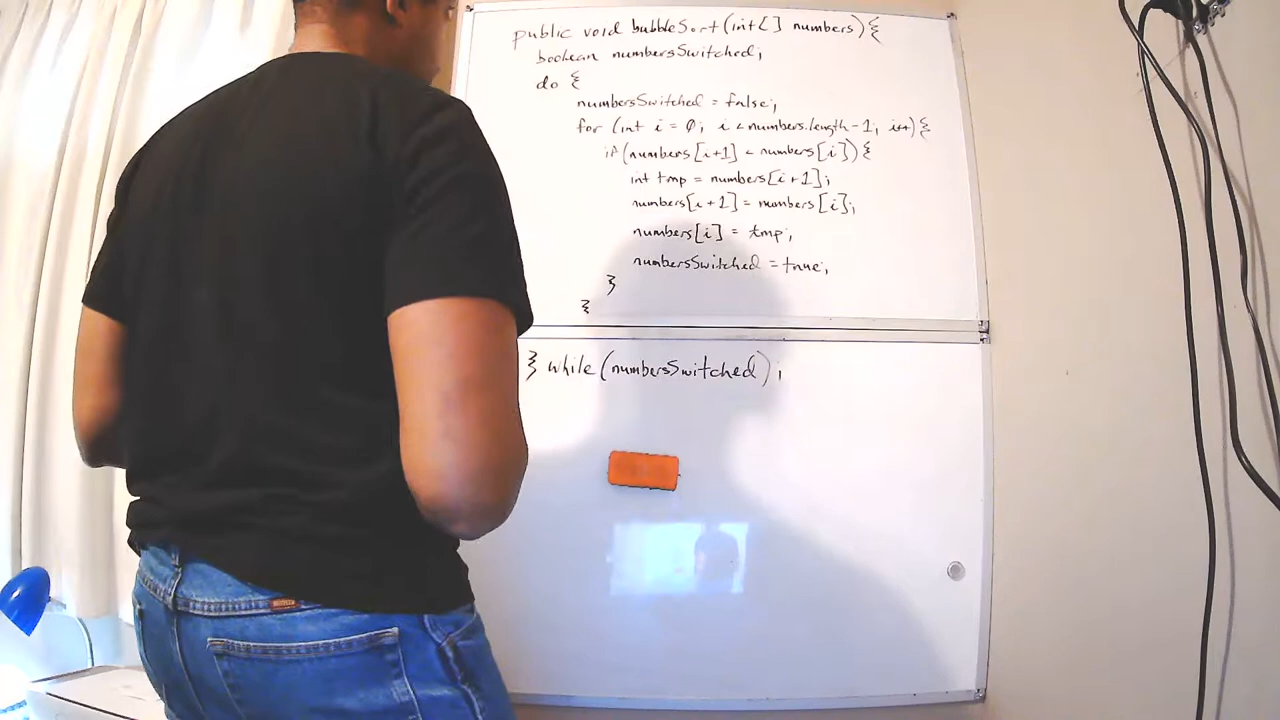 public void bubbleSort(int[] numbers){
boolean numbersSwitched;
do {
numbersSwitched = false;
for (int i = 0; i < numbers.length-1; i++){
if(numbers[i+1] < numbers[i]){
int tmp = numbers[i+1];
numbers[i+1] = numbers[i];
numbers[i] = tmp;
numbersSwitched = true;
}
}
} while(numbersSwitched);